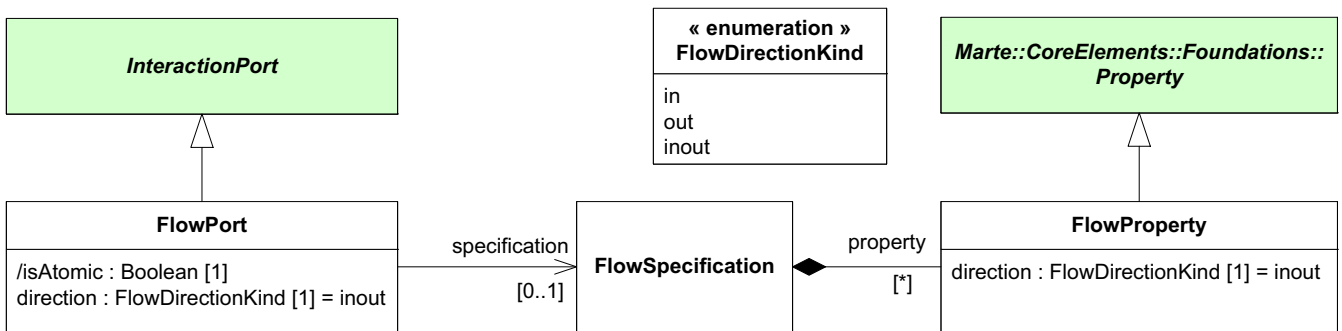 InteractionPort
« enumeration »
FlowDirectionKind
in
out
inout
Marte::CoreElements::Foundations::
Property
FlowPort
/isAtomic : Boolean [1]
direction : FlowDirectionKind [1] = inout
specification
[0..1]
FlowSpecification
property
[*]
FlowProperty
direction : FlowDirectionKind [1] = inout